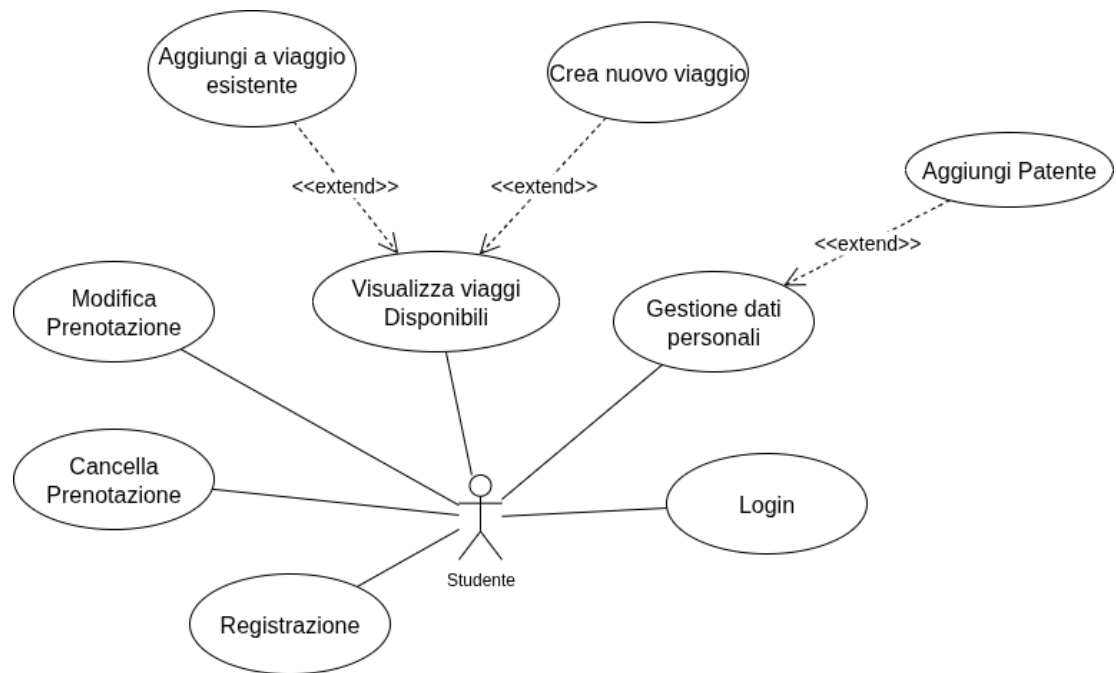 Aggiungi a viaggio
esistente
Crea nuovo viaggio
Aggiungi Patente
<<extend>>
<<extend>>
<<extend>>
Visualizza viaggi
Disponibili
Modifica
Prenotazione
Gestione dati
personali
Cancella
Prenotazione
Login
Studente
Registrazione